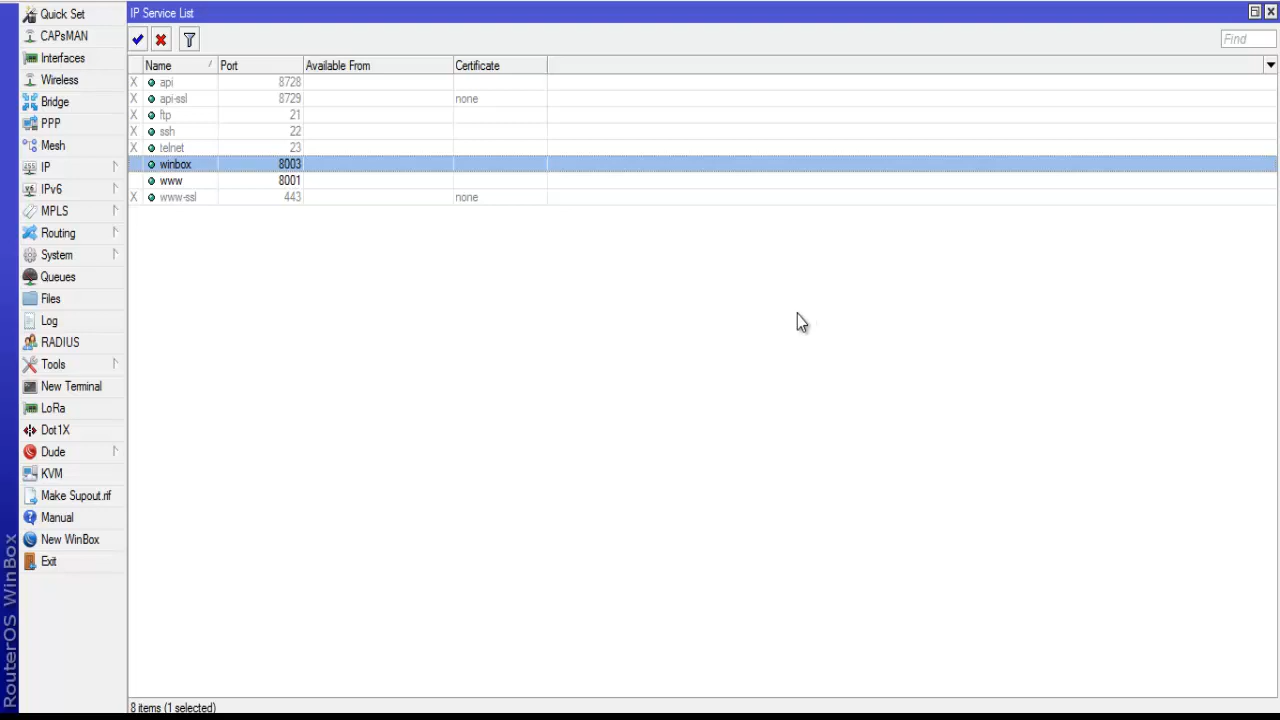 IP Service List
Find
Name Port Available From Certificate
X api 8728
X api-ssl 8729 none
X ftp 21
X ssh 22
X telnet 23
winbox 8003
www 8001
X www-ssl 443 none
8 items (1 selected)
Quick Set
CAPsMAN
Interfaces
Wireless
Bridge
PPP
Mesh
IP
IPv6
MPLS
Routing
System
Queues
Files
Log
RADIUS
Tools
New Terminal
LoRa
Dot1X
Dude
KVM
Make Supout.rif
Manual
New WinBox
Exit
RouterOS WinBox